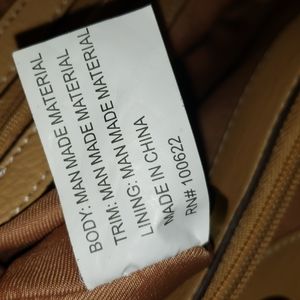 BODY: MAN MADE MATERIAL
TRIM: MAN MADE MATERIAL
LINING: MAN MADE MATERIAL
MADE IN CHINA
RN# 100622